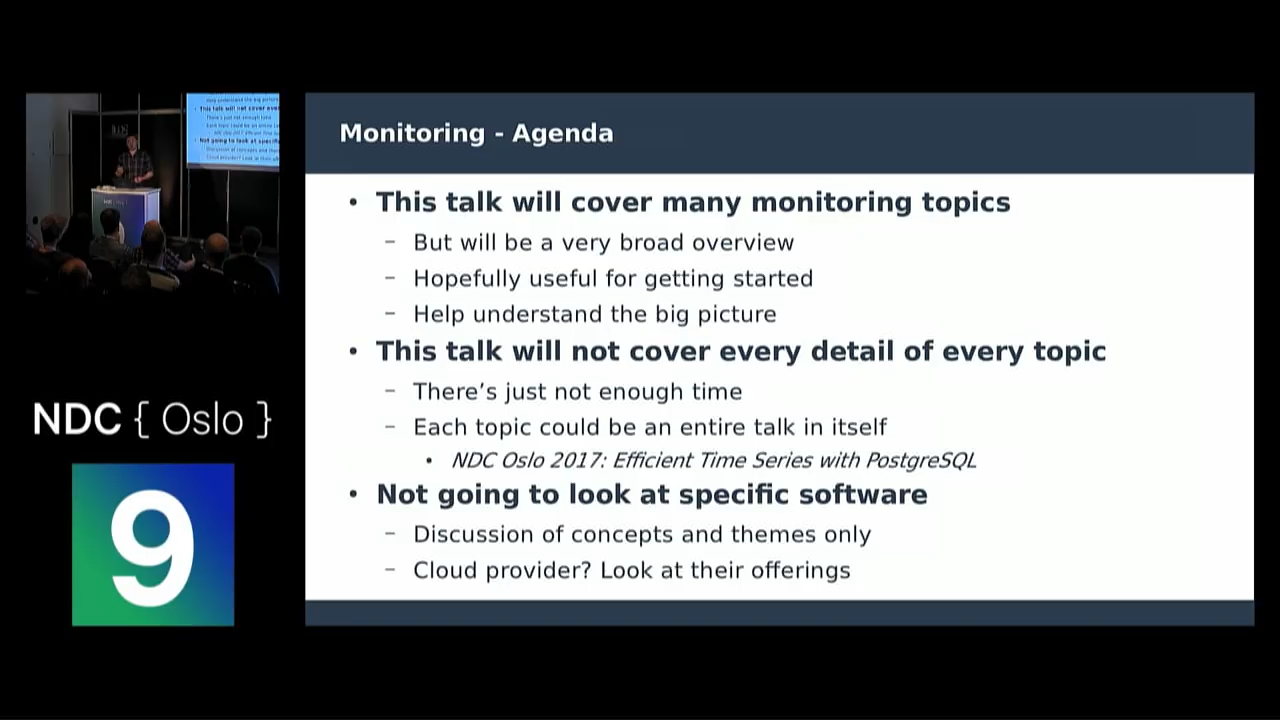 Monitoring - Agenda
• This talk will cover many monitoring topics
– But will be a very broad overview
– Hopefully useful for getting started
– Help understand the big picture
• This talk will not cover every detail of every topic
– There’s just not enough time
– Each topic could be an entire talk in itself
• NDC Oslo 2017: Efficient Time Series with PostgreSQL
• Not going to look at specific software
– Discussion of concepts and themes only
– Cloud provider? Look at their offerings
NDC { Oslo }
9